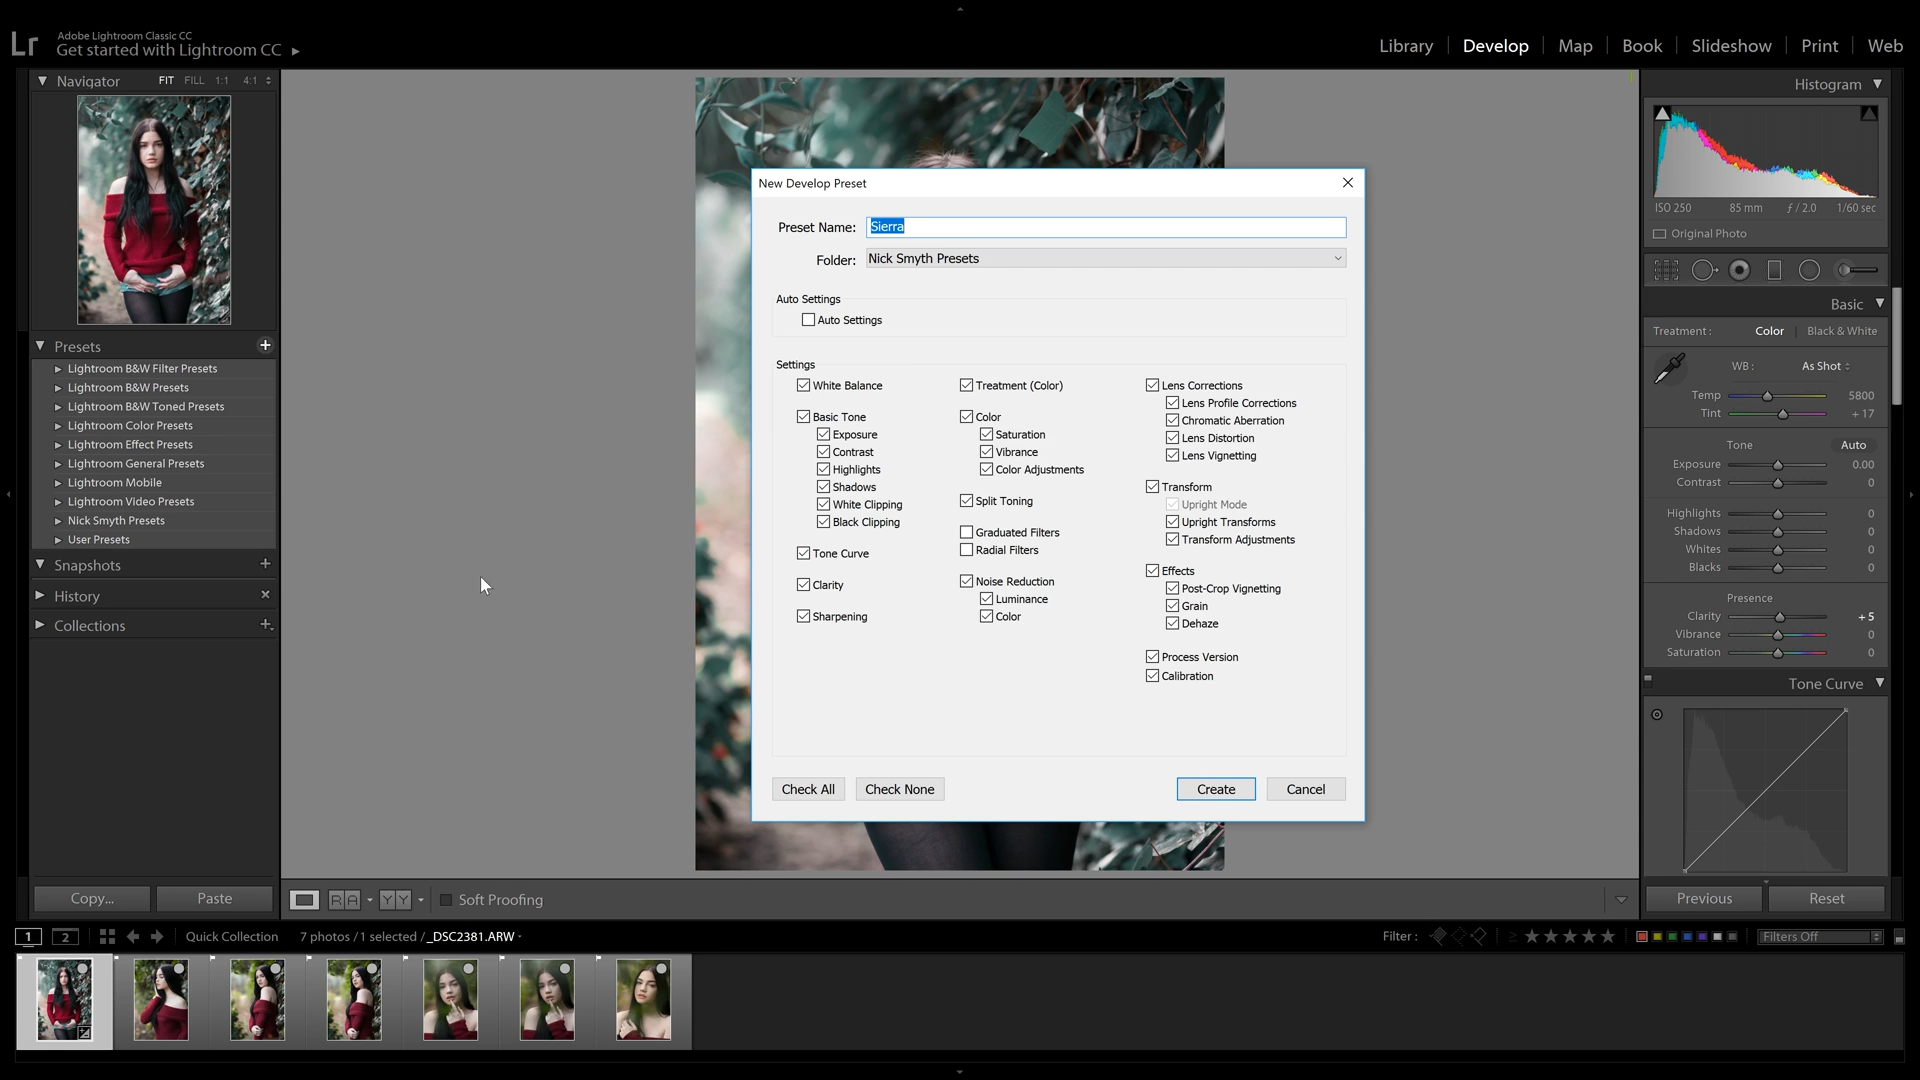 Lr
Adobe Lightroom Classic CC
Get started with Lightroom CC
Library | Develop | Map | Book | Slideshow | Print | Web
Navigator FIT FILL 1:1 4:1
Presets
Lightroom B&W Filter Presets
Lightroom B&W Presets
Lightroom B&W Toned Presets
Lightroom Color Presets
Lightroom Effect Presets
Lightroom General Presets
Lightroom Mobile
Lightroom Video Presets
Nick Smyth Presets
User Presets
Snapshots
History
Collections
Copy... Paste
New Develop Preset
Preset Name: Sierra
Folder: Nick Smyth Presets
Auto Settings
Auto Settings
Settings
White Balance
Basic Tone
Exposure
Contrast
Highlights
Shadows
White Clipping
Black Clipping
Tone Curve
Clarity
Sharpening
Treatment (Color)
Color
Saturation
Vibrance
Color Adjustments
Split Toning
Graduated Filters
Radial Filters
Noise Reduction
Luminance
Color
Lens Corrections
Lens Profile Corrections
Chromatic Aberration
Lens Distortion
Lens Vignetting
Transform
Upright Mode
Upright Transforms
Transform Adjustments
Effects
Post-Crop Vignetting
Grain
Dehaze
Process Version
Calibration
Check All Check None Create Cancel
Histogram
ISO 250 85 mm ƒ / 2.0 1/60 sec
Original Photo
Basic
Treatment : Color | Black & White
WB : As Shot
Temp 5800
Tint + 17
Tone Auto
Exposure 0.00
Contrast 0
Highlights 0
Shadows 0
Whites 0
Blacks 0
Presence
Clarity + 5
Vibrance 0
Saturation 0
Tone Curve
Previous Reset
R A Y Y Soft Proofing
1 2 Quick Collection 7 photos / 1 selected / _DSC2381.ARW
Filter : Filters Off